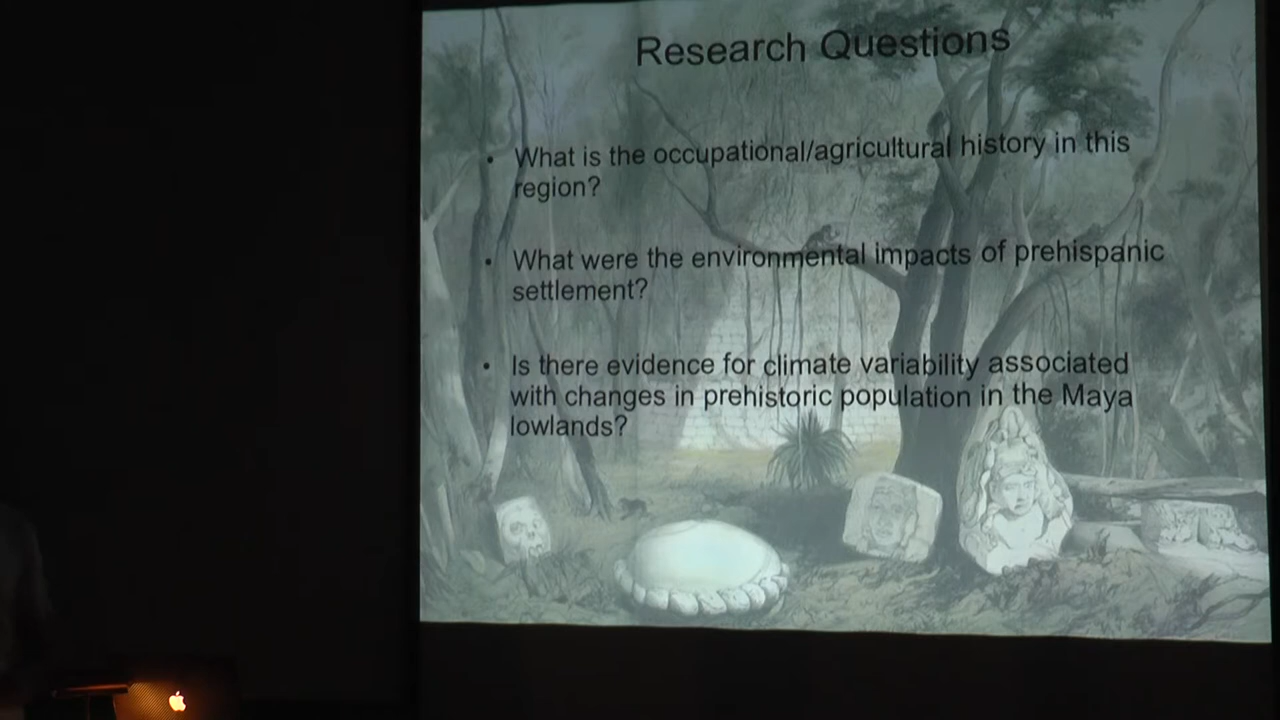 Research Questions
• What is the occupational/agricultural history in this
region?
• What were the environmental impacts of prehispanic
settlement?
• Is there evidence for climate variability associated
with changes in prehistoric population in the Maya
lowlands?